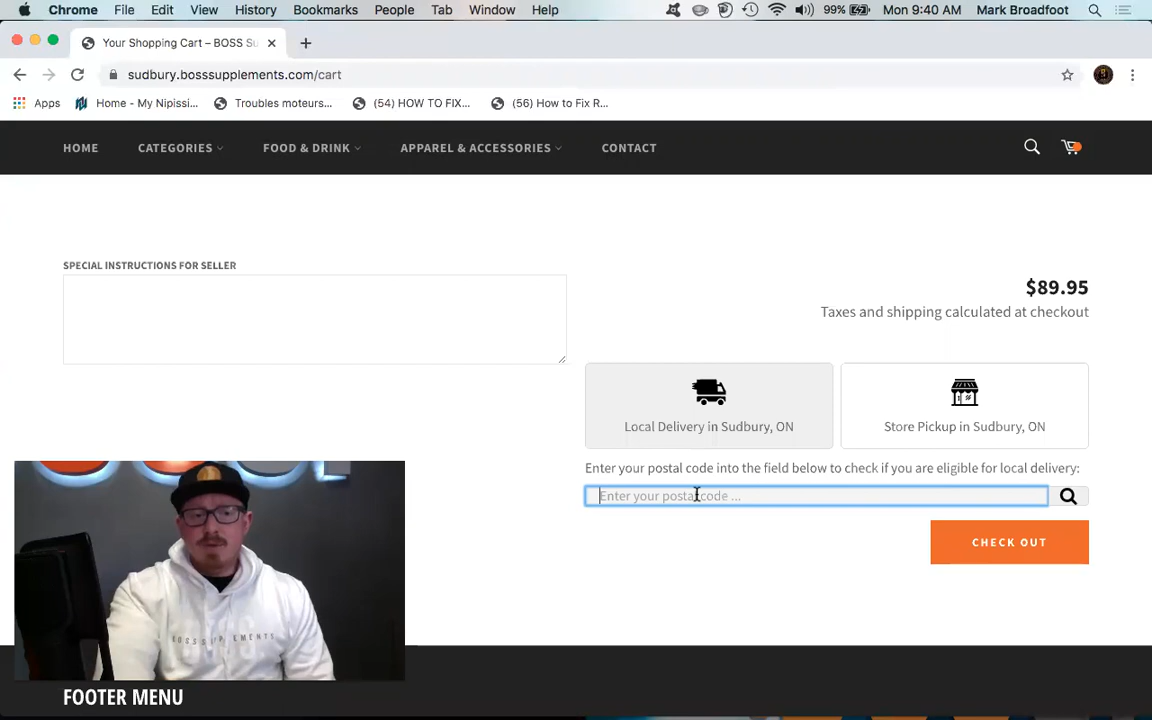 Chrome File Edit View History Bookmarks People Tab Window Help 99% Mon 9:40 AM Mark Broadfoot
Your Shopping Cart – BOSS Su
sudbury.bosssupplements.com/cart
Apps Home - My Nipissi... Troubles moteurs... (54) HOW TO FIX... (56) How to Fix R...
HOME CATEGORIES FOOD & DRINK APPAREL & ACCESSORIES CONTACT
SPECIAL INSTRUCTIONS FOR SELLER
$89.95
Taxes and shipping calculated at checkout
Local Delivery in Sudbury, ON Store Pickup in Sudbury, ON
Enter your postal code into the field below to check if you are eligible for local delivery:
Enter your postal code ...
CHECK OUT
BOSS SUPPLEMENTS
FOOTER MENU